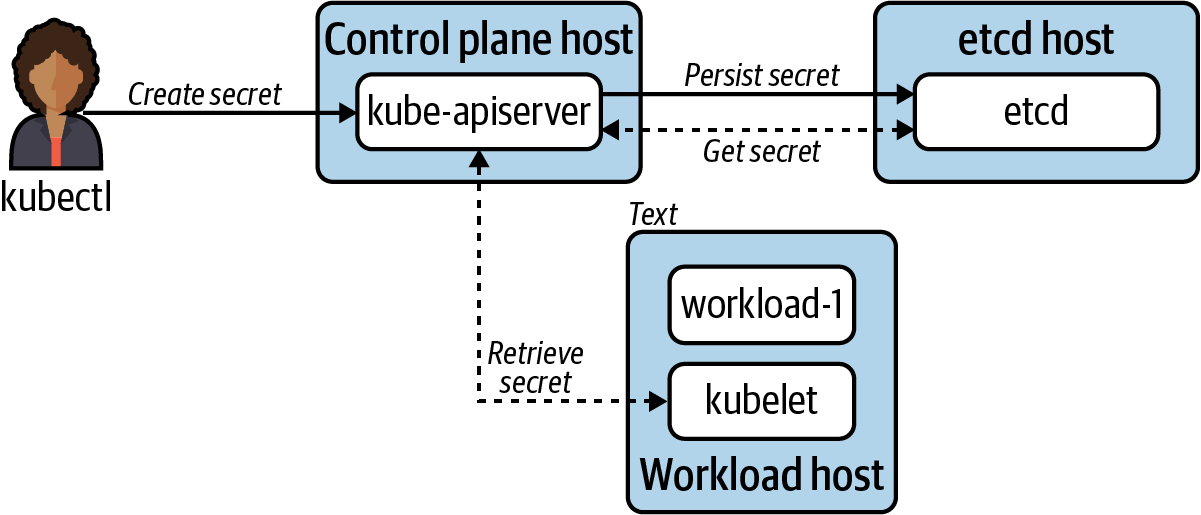 Control plane host
etcd host
Create secret
kube-apiserver
Persist secret
etcd
Get secret
kubectl
Text
workload-1
Retrieve
secret
kubelet
Workload host